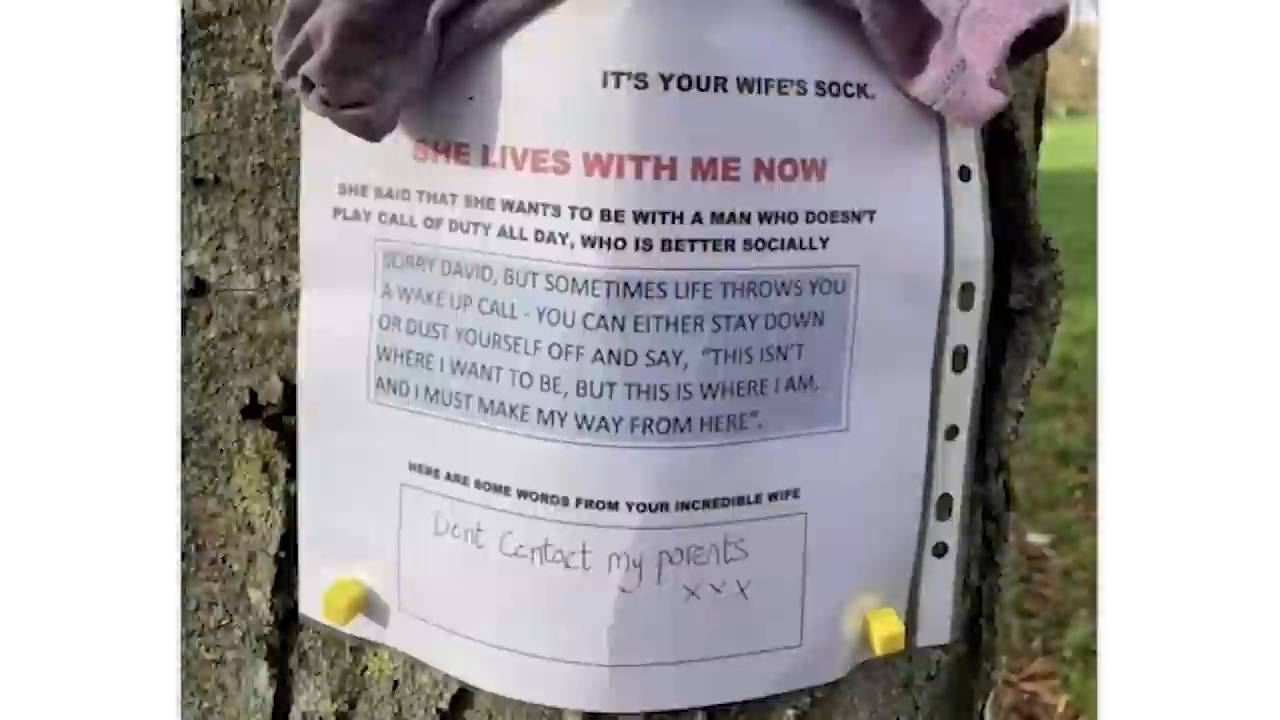 IT'S YOUR WIFE'S SOCK.
SHE LIVES WITH ME NOW
SHE SAID THAT SHE WANTS TO BE WITH A MAN WHO DOESN'T
PLAY CALL OF DUTY ALL DAY, WHO IS BETTER SOCIALLY
SORRY DAVID, BUT SOMETIMES LIFE THROWS YOU
A WAKE UP CALL - YOU CAN EITHER STAY DOWN
OR DUST YOURSELF OFF AND SAY, "THIS ISN'T
WHERE I WANT TO BE, BUT THIS IS WHERE I AM,
AND I MUST MAKE MY WAY FROM HERE".
HERE ARE SOME WORDS FROM YOUR INCREDIBLE WIFE
Dont Contact my parents
xxx